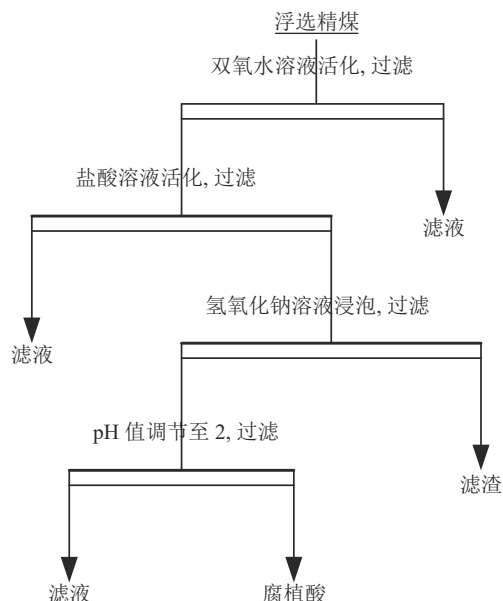 浮选精煤
双氧水溶液活化, 过滤
盐酸溶液活化, 过滤
滤液
氢氧化钠溶液浸泡, 过滤
滤液
pH 值调节至 2, 过滤
滤渣
滤液
腐植酸